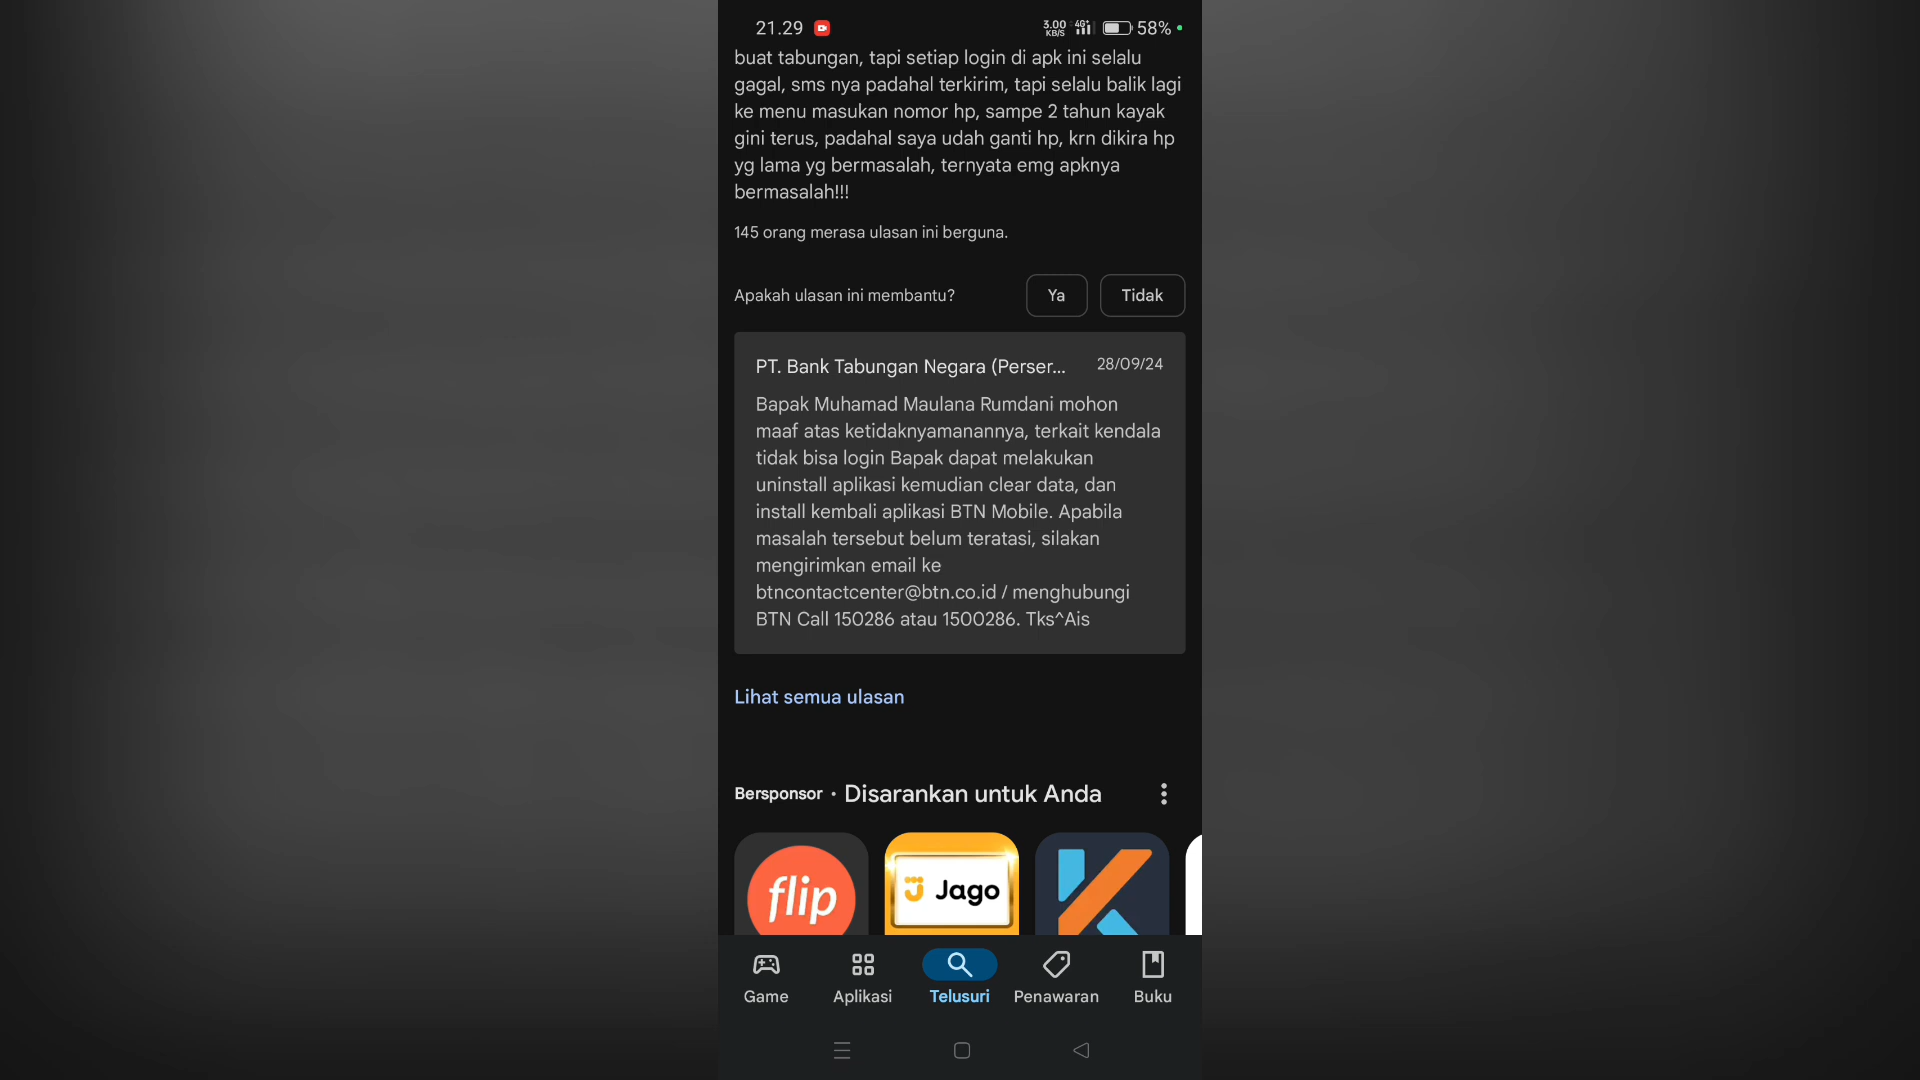 21.29
3.00 KB/S 4G+ 58%
buat tabungan, tapi setiap login di apk ini selalu
gagal, sms nya padahal terkirim, tapi selalu balik lagi
ke menu masukan nomor hp, sampe 2 tahun kayak
gini terus, padahal saya udah ganti hp, krn dikira hp
yg lama yg bermasalah, ternyata emg apknya
bermasalah!!!
145 orang merasa ulasan ini berguna.
Apakah ulasan ini membantu? Ya Tidak
PT. Bank Tabungan Negara (Perser... 28/09/24
Bapak Muhamad Maulana Rumdani mohon
maaf atas ketidaknyamanannya, terkait kendala
tidak bisa login Bapak dapat melakukan
uninstall aplikasi kemudian clear data, dan
install kembali aplikasi BTN Mobile. Apabila
masalah tersebut belum teratasi, silakan
mengirimkan email ke
btncontactcenter@btn.co.id / menghubungi
BTN Call 150286 atau 1500286. Tks^Ais
Lihat semua ulasan
Bersponsor • Disarankan untuk Anda
flip Jago
Game Aplikasi Telusuri Penawaran Buku